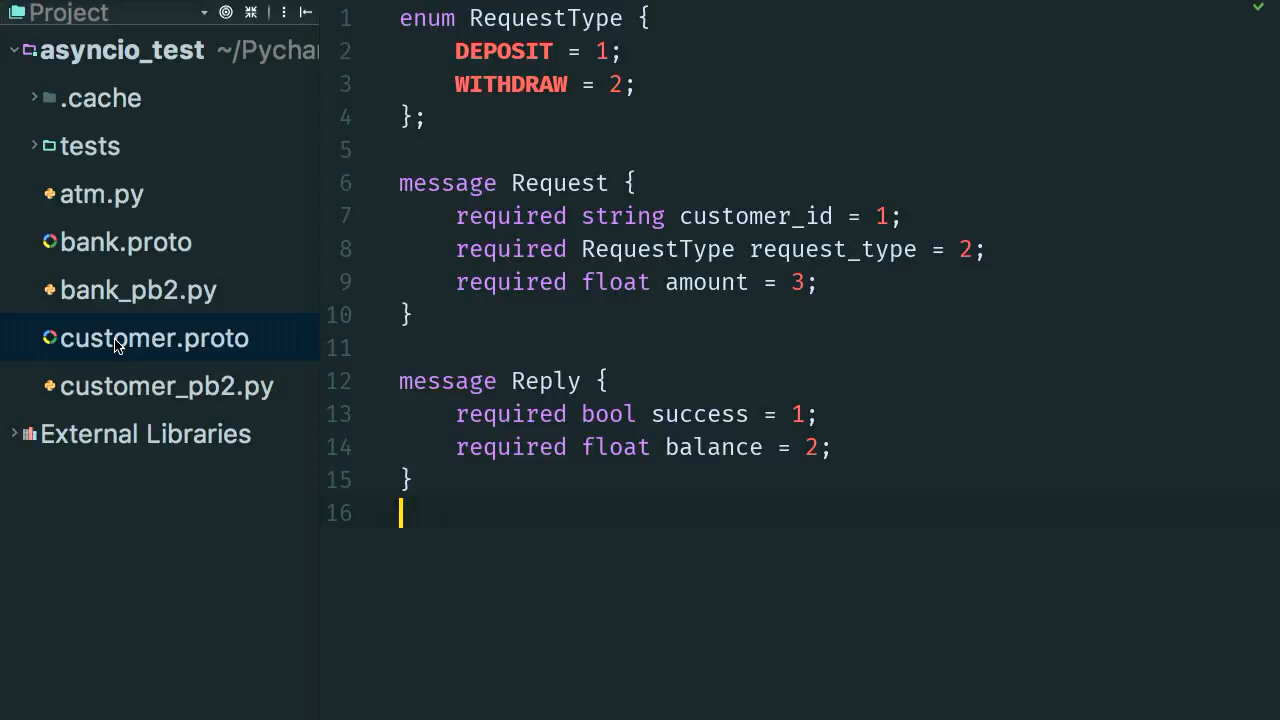 Project
asyncio_test ~/Pychar
.cache
tests
atm.py
bank.proto
bank_pb2.py
customer.proto
customer_pb2.py
External Libraries
1 enum RequestType {
2 DEPOSIT = 1;
3 WITHDRAW = 2;
4 };
5
6 message Request {
7 required string customer_id = 1;
8 required RequestType request_type = 2;
9 required float amount = 3;
10 }
11
12 message Reply {
13 required bool success = 1;
14 required float balance = 2;
15 }
16